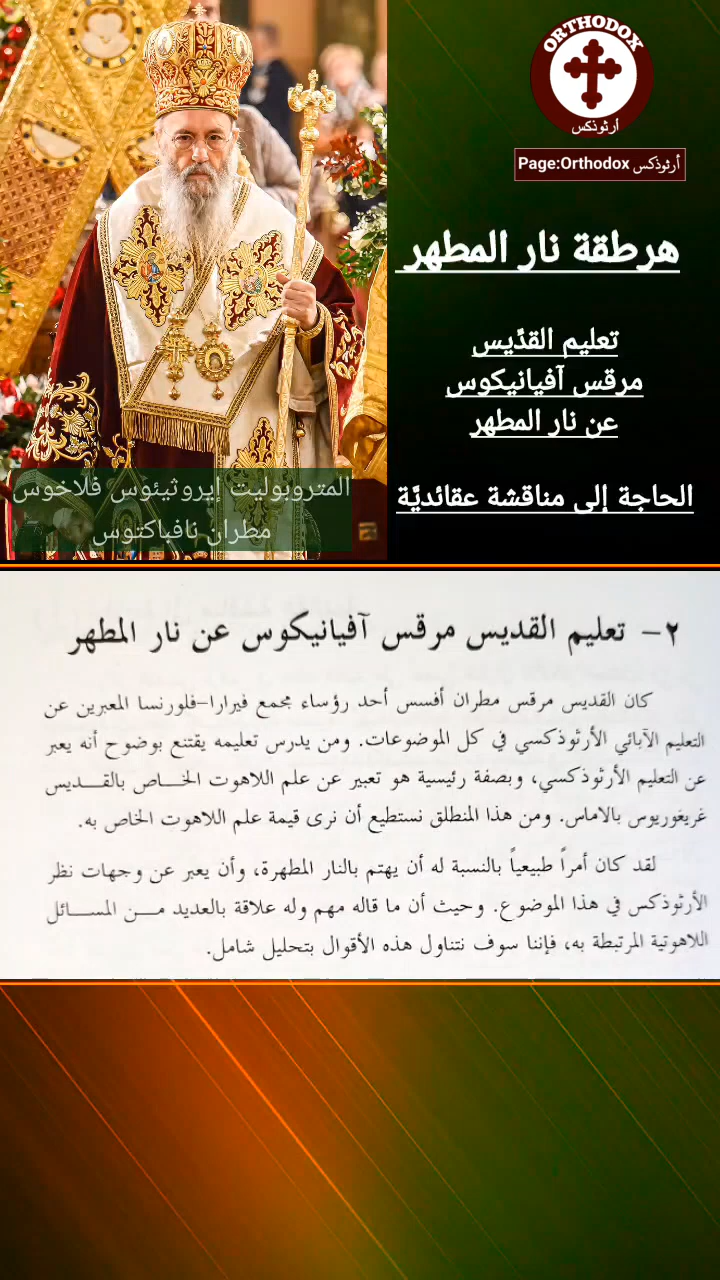 ORTHODOX
أرثوذكس
Page:Orthodox أرثوذكس
هرطقة نار المطهر
تعليم القدّيس
مرقس آفيانيكوس
عن نار المطهر
الحاجة إلى مناقشة عقائديَّة
المتروبوليت إيروثيئوس فلاخوس
مطران نافباكتوس
٢- تعليم القديس مرقس آفيانيكوس عن نار المطهر
كان القديس مرقس مطران أفسس أحد رؤساء مجمع فيرارا-فلورنسا المعبرين عن
التعليم الآبائي الأرثوذكسي في كل الموضوعات. ومن يدرس تعليمه يقتنع بوضوح أنه يعبر
عن التعليم الأرثوذكسي، وبصفة رئيسية هو تعبير عن علم اللاهوت الخاص بالقديس
غريغوريوس بالاماس. ومن هذا المنطلق نستطيع أن نرى قيمة علم اللاهوت الخاص به.
لقد كان أمراً طبيعياً بالنسبة له أن يهتم بالنار المطهرة، وأن يعبر عن وجهات نظر
الأرثوذكس في هذا الموضوع. وحيث أن ما قاله مهم وله علاقة بالعديد من المسائل
اللاهوتية المرتبطة به، فإننا سوف نتناول هذه الأقوال بتحليل شامل.